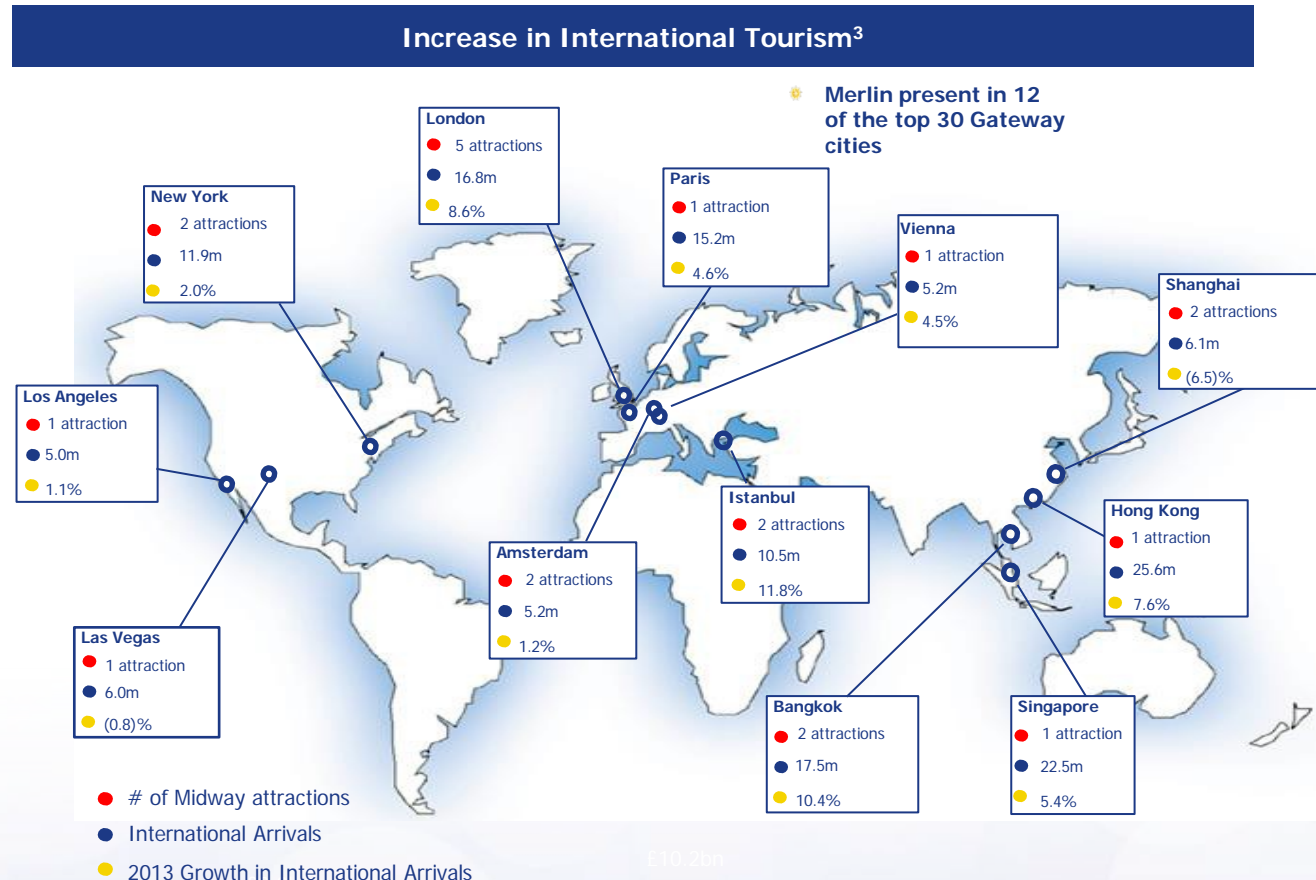 Increase in International Tourism³
Merlin present in 12
of the top 30 Gateway
cities
London
5 attractions
16.8m
8.6%
Paris
1 attraction
15.2m
4.6%
New York
2 attractions
11.9m
2.0%
Vienna
1 attraction
5.2m
4.5%
Shanghai
2 attractions
6.1m
(6.5)%
Los Angeles
1 attraction
5.0m
1.1%
Istanbul
2 attractions
10.5m
11.8%
Hong Kong
1 attraction
25.6m
7.6%
Amsterdam
2 attractions
5.2m
1.2%
Las Vegas
1 attraction
6.0m
(0.8)%
Bangkok
2 attractions
17.5m
10.4%
Singapore
1 attraction
22.5m
5.4%
# of Midway attractions
International Arrivals
2013 Growth in International Arrivals
£10.2bn